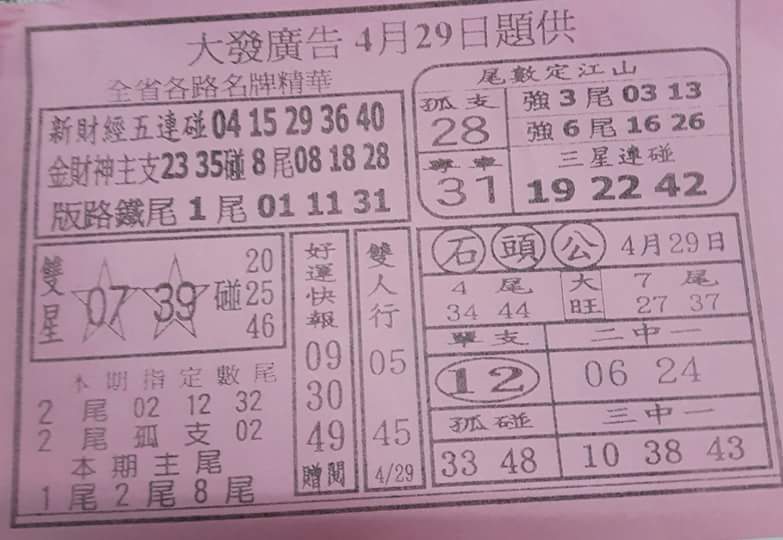 大發廣告 4月29日題供
全省各路名牌精華
新財經五連碰 04 15 29 36 40
金財神主支 23 35 碰 8 尾 08 18 28
版路鐵尾 1 尾 01 11 31
尾數定江山
孤支
28
專車
31
強 3 尾 03 13
強 6 尾 16 26
三星連碰
19 22 42
雙星
07 39 碰
20
25
46
本期指定數尾
2 尾 02 12 32
2 尾 孤支 02
本期主尾
1尾 2尾 8尾
好運快報
09
30
49
贈閱
雙人行
05
45
4/29
石頭公 4月29日
4 尾
34 44
大旺
7 尾
27 37
單支
12
二中一
06 24
孤碰
33 48
三中一
10 38 43